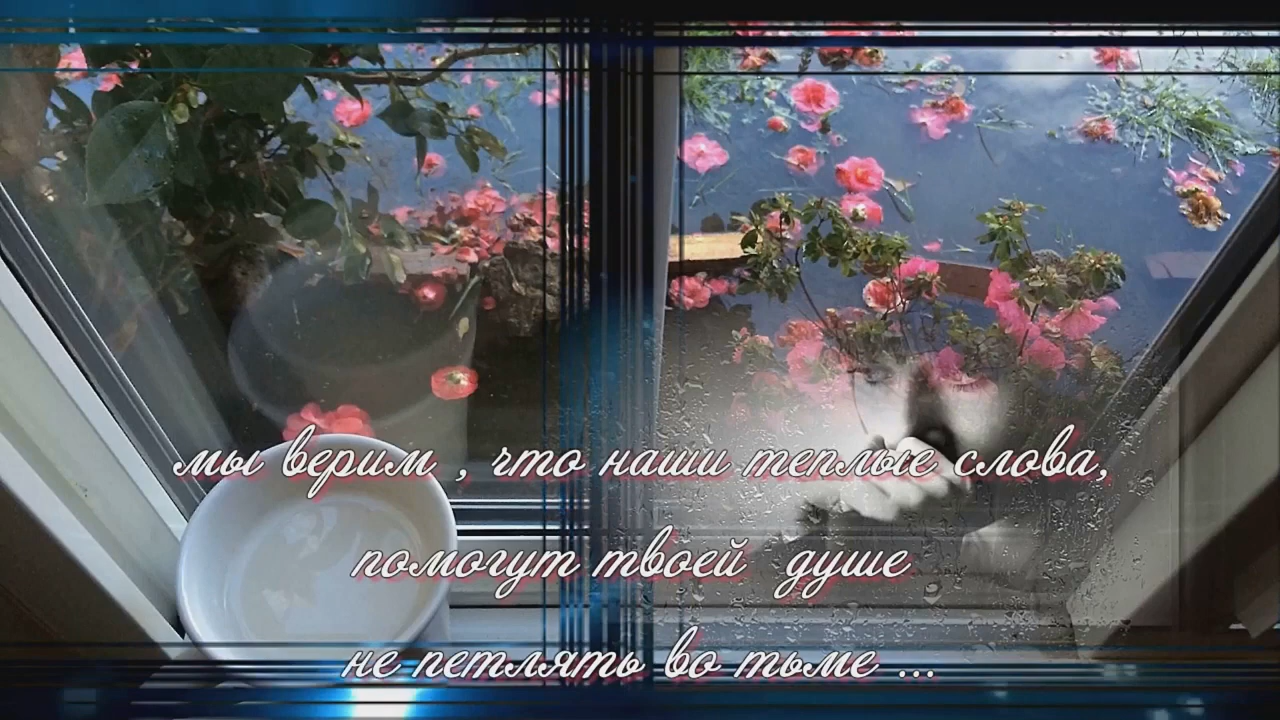 мы верим , что наши теплые слова,
помогут твоей душе
не петлять во тьме ...